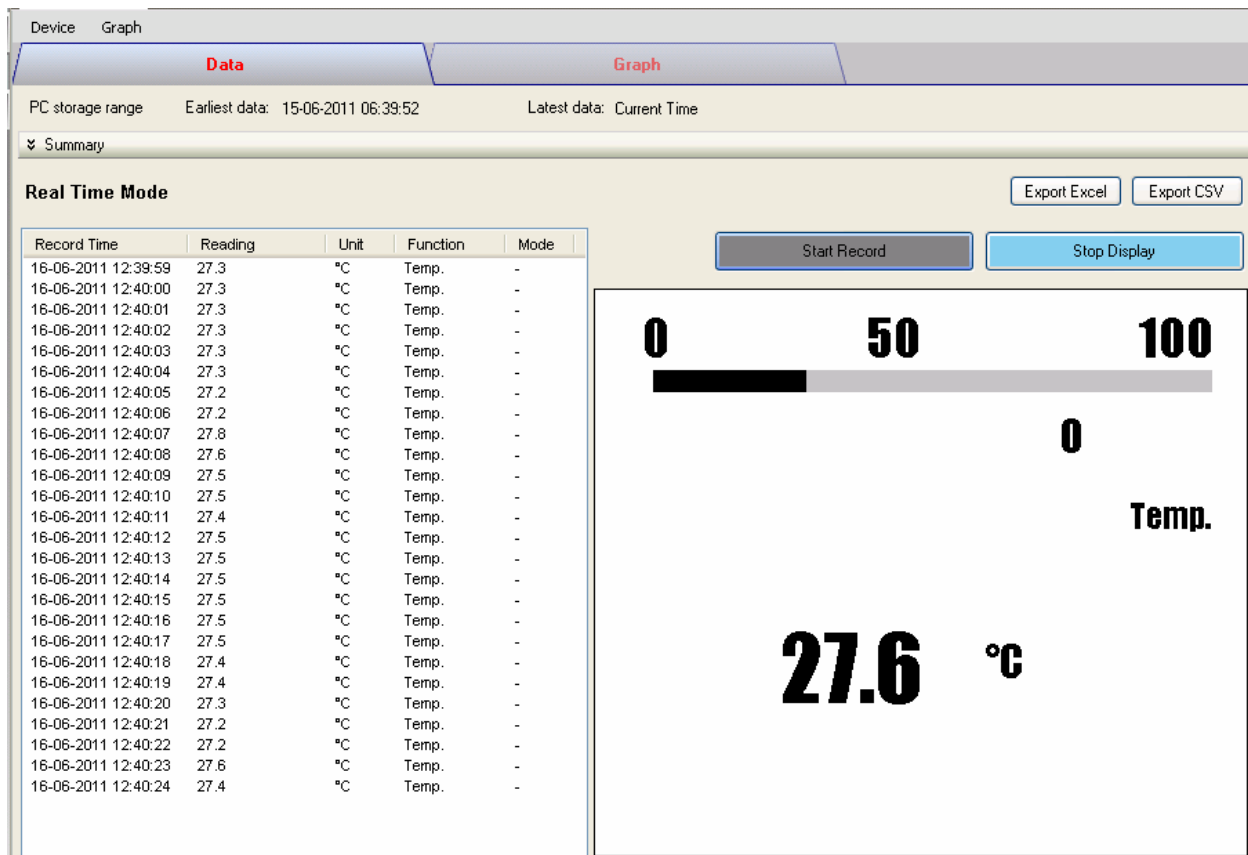 Device Graph
Data Graph
PC storage range Earliest data: 15-06-2011 06:39:52 Latest data: Current Time
Summary
Real Time Mode Export Excel Export CSV
Start Record Stop Display
Record Time Reading Unit Function Mode
16-06-2011 12:39:59 27.3 °C Temp. -
16-06-2011 12:40:00 27.3 °C Temp. -
16-06-2011 12:40:01 27.3 °C Temp. -
16-06-2011 12:40:02 27.3 °C Temp. -
16-06-2011 12:40:03 27.3 °C Temp. -
16-06-2011 12:40:04 27.3 °C Temp. -
16-06-2011 12:40:05 27.2 °C Temp. -
16-06-2011 12:40:06 27.2 °C Temp. -
16-06-2011 12:40:07 27.8 °C Temp. -
16-06-2011 12:40:08 27.6 °C Temp. -
16-06-2011 12:40:09 27.5 °C Temp. -
16-06-2011 12:40:10 27.5 °C Temp. -
16-06-2011 12:40:11 27.4 °C Temp. -
16-06-2011 12:40:12 27.5 °C Temp. -
16-06-2011 12:40:13 27.5 °C Temp. -
16-06-2011 12:40:14 27.5 °C Temp. -
16-06-2011 12:40:15 27.5 °C Temp. -
16-06-2011 12:40:16 27.5 °C Temp. -
16-06-2011 12:40:17 27.5 °C Temp. -
16-06-2011 12:40:18 27.4 °C Temp. -
16-06-2011 12:40:19 27.4 °C Temp. -
16-06-2011 12:40:20 27.3 °C Temp. -
16-06-2011 12:40:21 27.2 °C Temp. -
16-06-2011 12:40:22 27.2 °C Temp. -
16-06-2011 12:40:23 27.6 °C Temp. -
16-06-2011 12:40:24 27.4 °C Temp. -
0 50 100
0
Temp.
27.6 °C